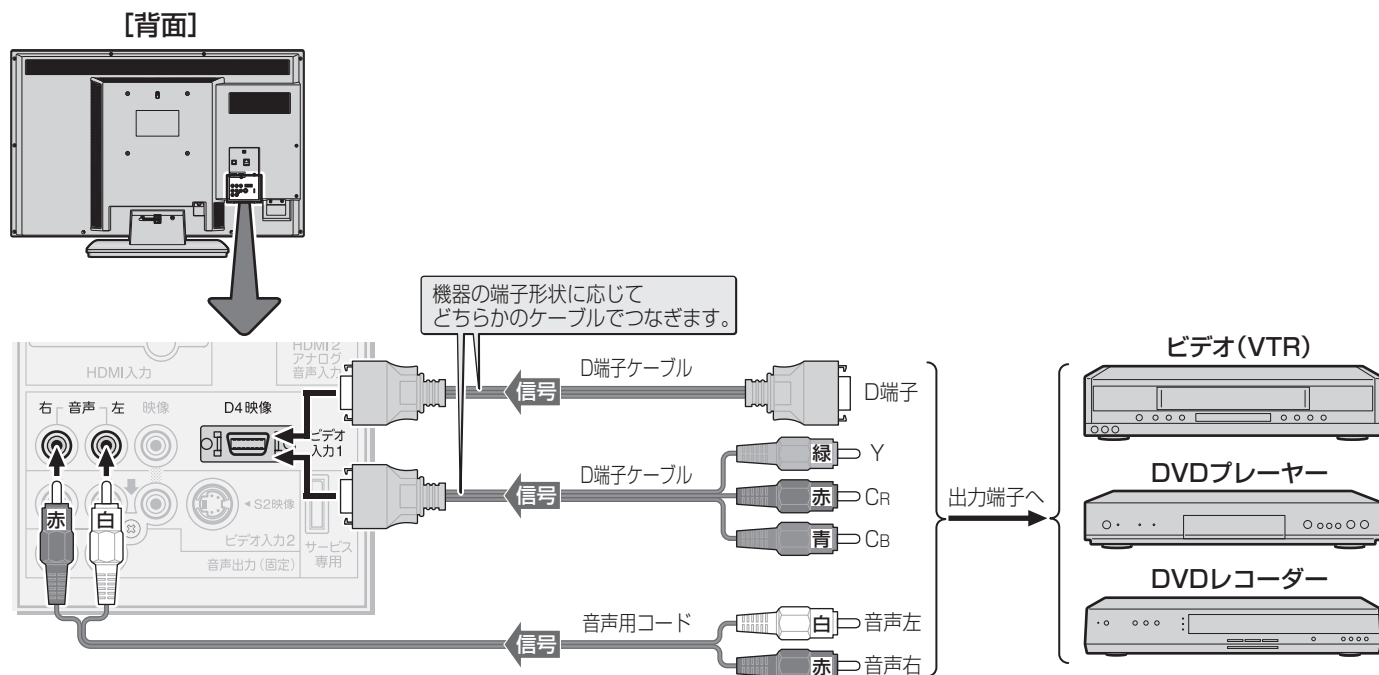 [背面]
機器の端子形状に応じて
どちらかのケーブルでつなぎます。
HDMI入力
HDMI2
アナログ
音声入力
右 音声 左 映像
D4映像
ビデオ
入力1
S2映像
ビデオ入力2
音声出力(固定)
サービス
専用
赤
白
信号
D端子ケーブル
D端子
信号
D端子ケーブル
緑 Y
赤 CR
青 CB
信号
音声用コード
白 音声左
赤 音声右
出力端子へ
ビデオ(VTR)
DVDプレーヤー
DVDレコーダー